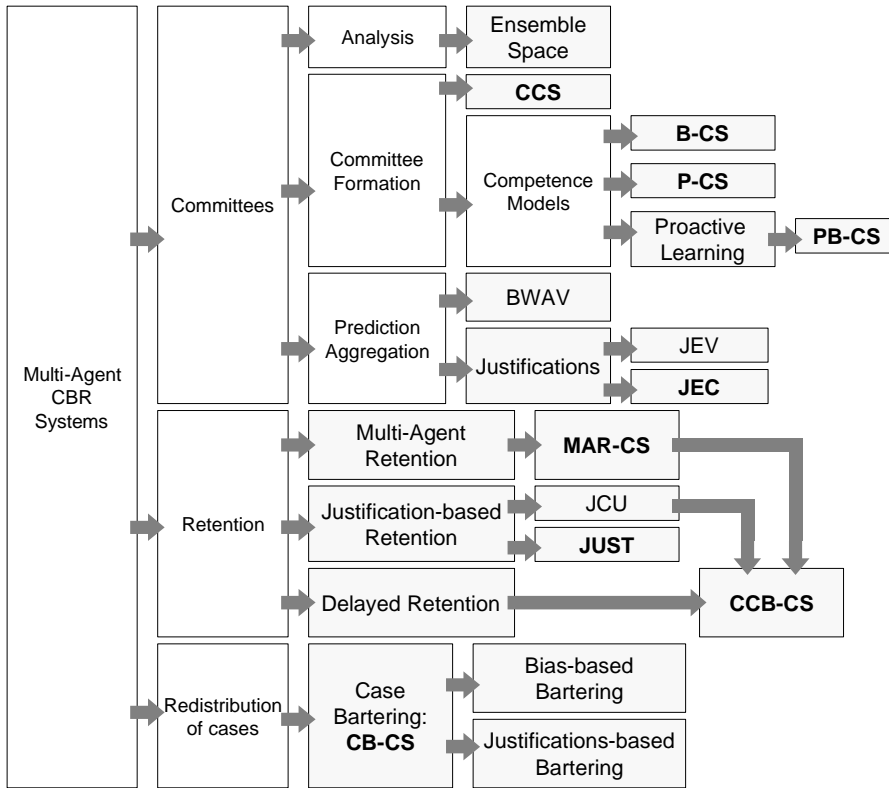 Multi-Agent
CBR
Systems
Committees
Analysis
Ensemble
Space
Committee
Formation
CCS
Competence
Models
B-CS
P-CS
Proactive
Learning
PB-CS
Prediction
Aggregation
BWAV
Justifications
JEV
JEC
Retention
Multi-Agent
Retention
MAR-CS
Justification-based
Retention
JCU
JUST
Delayed Retention
CCB-CS
Redistribution
of cases
Case
Bartering:
CB-CS
Bias-based
Bartering
Justifications-based
Bartering